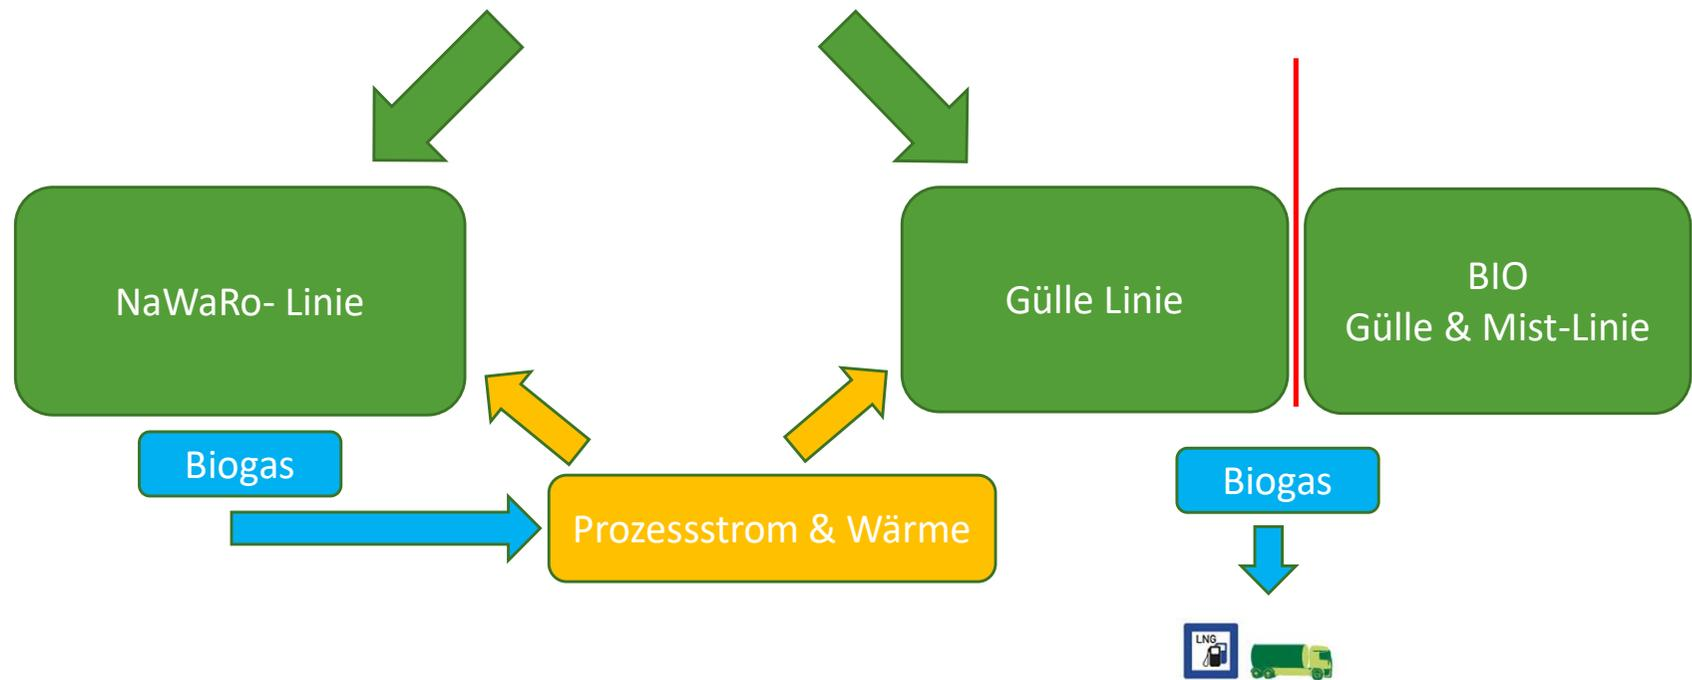 NaWaRo- Linie
Gülle Linie
BIO
Gülle & Mist-Linie
Biogas
Biogas
Prozessstrom & Wärme
LNG